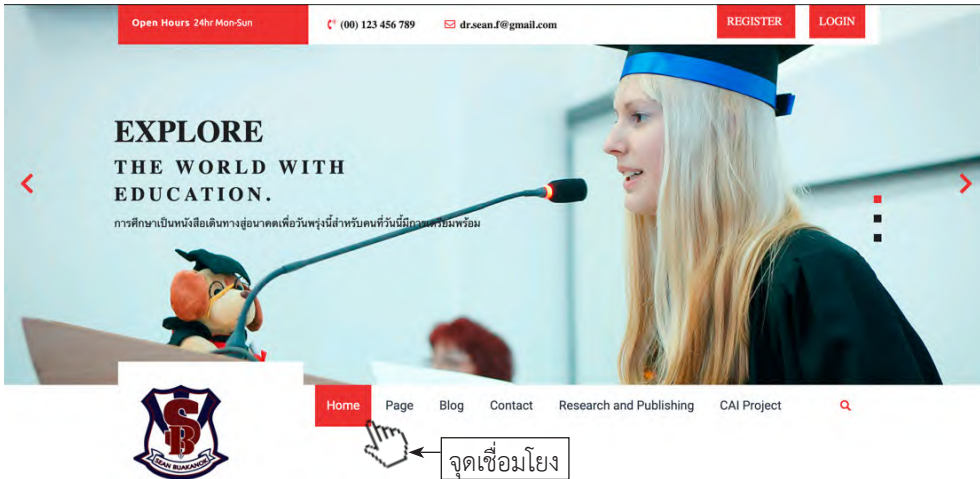 Open Hours 24hr Mon-Sun
(00) 123 456 789
dr.sean.f@gmail.com
REGISTER
LOGIN
EXPLORE
THE WORLD WITH
EDUCATION.
การศึกษาเป็นหนังสือเดินทางสู่อนาคตเพื่อวันพรุ่งนี้สำหรับคนที่วันนี้มีการเตรียมพร้อม
Home Page Blog Contact Research and Publishing CAI Project
SB
SEAN BUAKANOK
จุดเชื่อมโยง